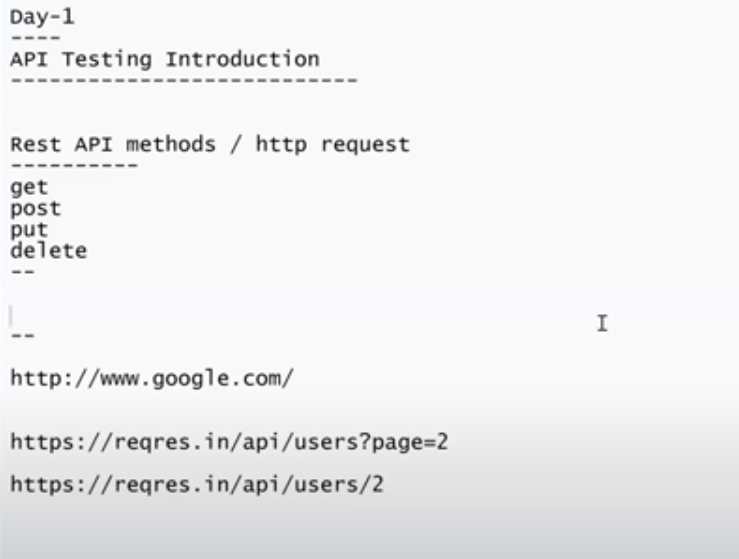 Day-1
----
API Testing Introduction
---------------------------
Rest API methods / http request
----------
get
post
put
delete
--
--
http://www.google.com/
https://reqres.in/api/users?page=2
https://reqres.in/api/users/2